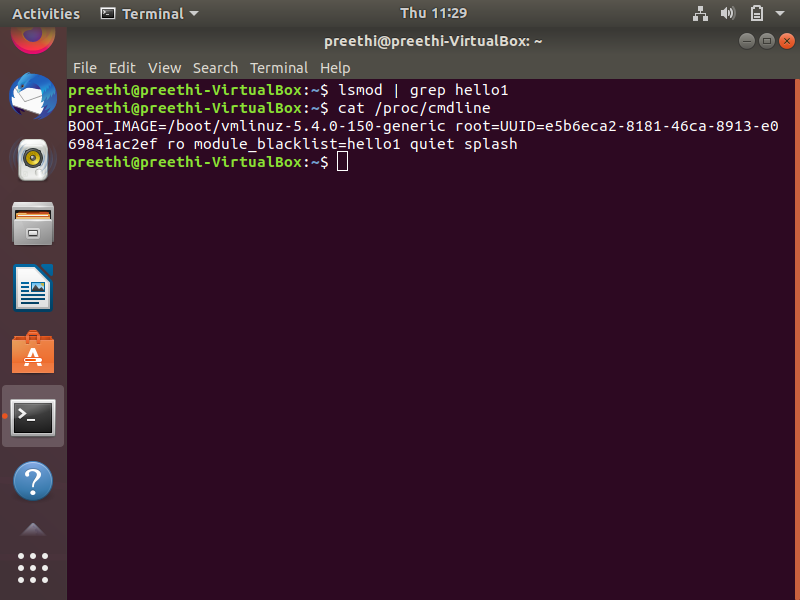 Activities Terminal Thu 11:29
preethi@preethi-VirtualBox: ~
File Edit View Search Terminal Help
preethi@preethi-VirtualBox:~$ lsmod | grep hello1
preethi@preethi-VirtualBox:~$ cat /proc/cmdline
BOOT_IMAGE=/boot/vmlinuz-5.4.0-150-generic root=UUID=e5b6eca2-8181-46ca-8913-e0
69841ac2ef ro module_blacklist=hello1 quiet splash
preethi@preethi-VirtualBox:~$